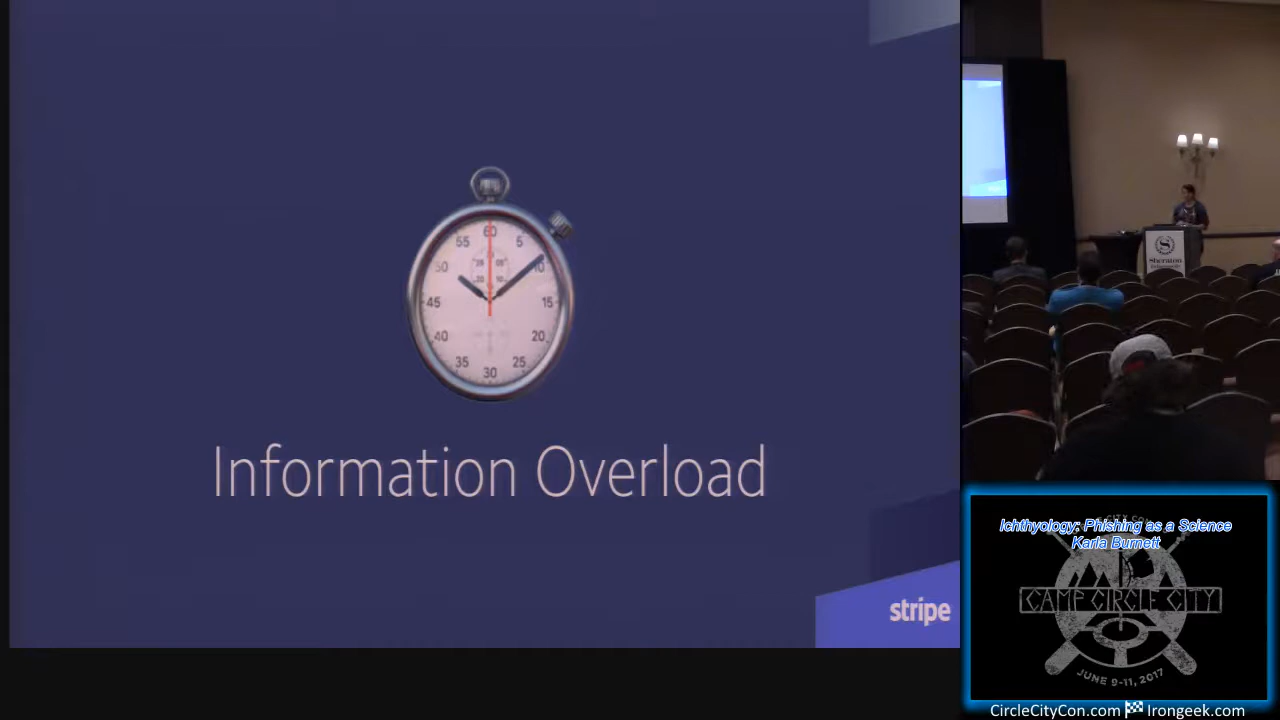 60
55
5
50
10
45
15
40
20
35
25
30
Information Overload
stripe
Sheraton
Ichthyology: Phishing as a Science
Karla Burnett
CAMP CIRCLE CITY
JUNE 9-11, 2017
CircleCityCon.com Irongeek.com